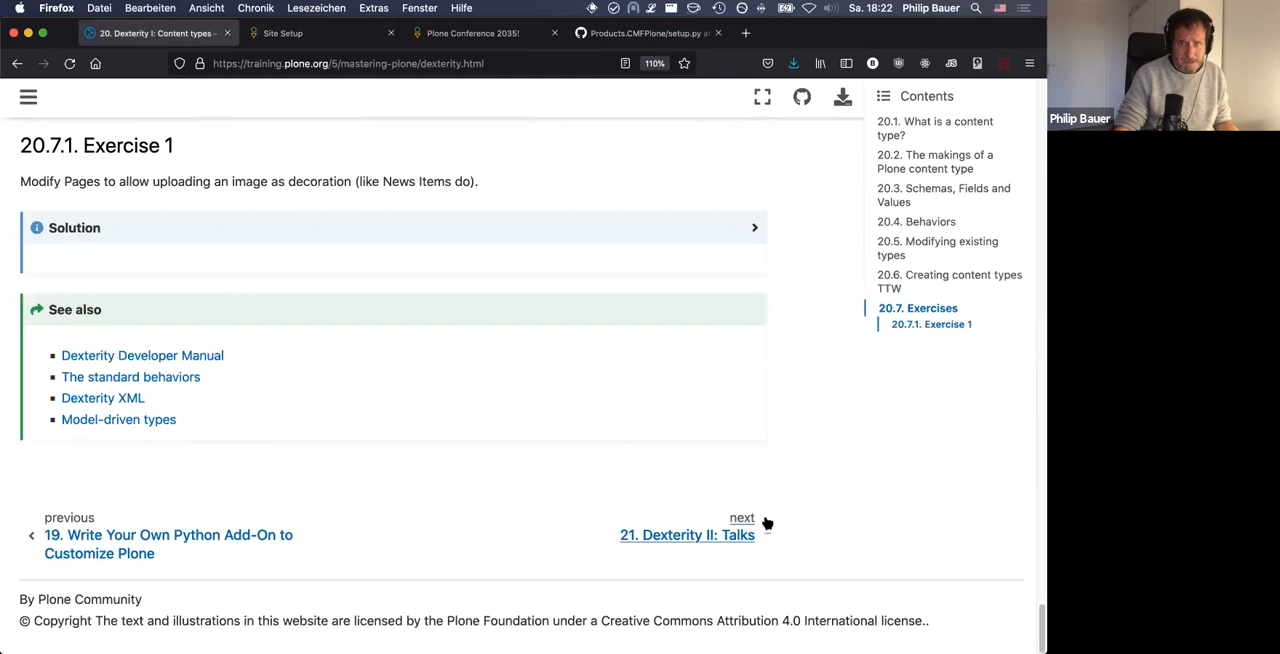 Firefox Datei Bearbeiten Ansicht Chronik Lesezeichen Extras Fenster Hilfe Sa. 18:22 Philip Bauer
20. Dexterity I: Content types –
Site Setup
Plone Conference 2035!
Products.CMFPlone/setup.py at
https://training.plone.org/5/mastering-plone/dexterity.html
110%
Philip Bauer
Contents
20.1. What is a content
type?
20.2. The makings of a
Plone content type
20.3. Schemas, Fields and
Values
20.4. Behaviors
20.5. Modifying existing
types
20.6. Creating content types
TTW
20.7. Exercises
20.7.1. Exercise 1
20.7.1. Exercise 1
Modify Pages to allow uploading an image as decoration (like News Items do).
Solution
See also
Dexterity Developer Manual
The standard behaviors
Dexterity XML
Model-driven types
previous
19. Write Your Own Python Add-On to
Customize Plone
next
21. Dexterity II: Talks
By Plone Community
© Copyright The text and illustrations in this website are licensed by the Plone Foundation under a Creative Commons Attribution 4.0 International license..